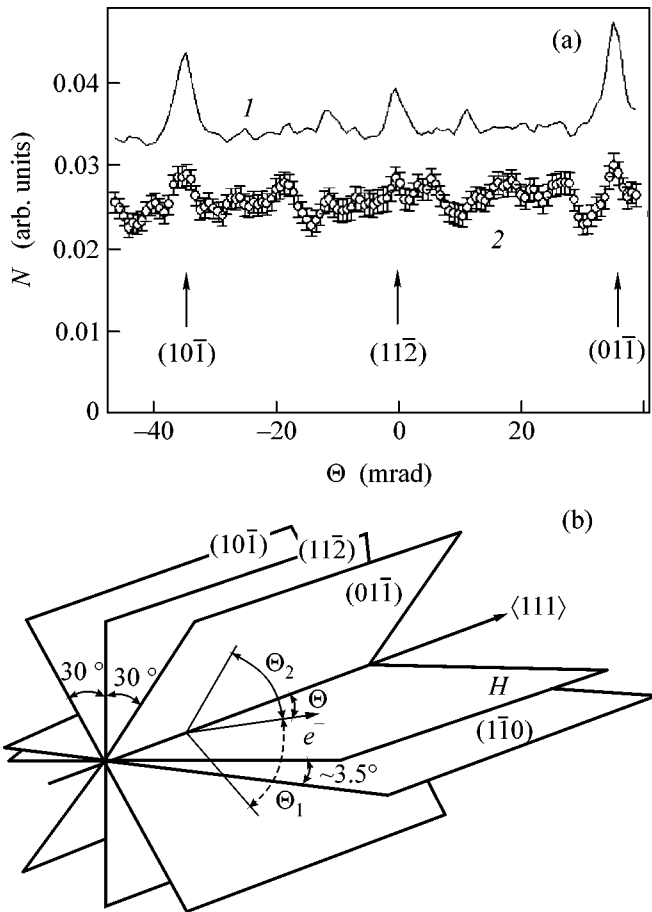 (a)
0.04
1
0.03
N (arb. units)
0.02
2
0.01
(101̅) (112̅) (011̅)
0
–40 –20 0 20
Θ (mrad)
(b)
(101̅)
(112̅)
(011̅)
⟨111⟩
30 ° 30 °
Θ₂
Θ
H
e̅
(11̅0)
~3.5°
Θ₁